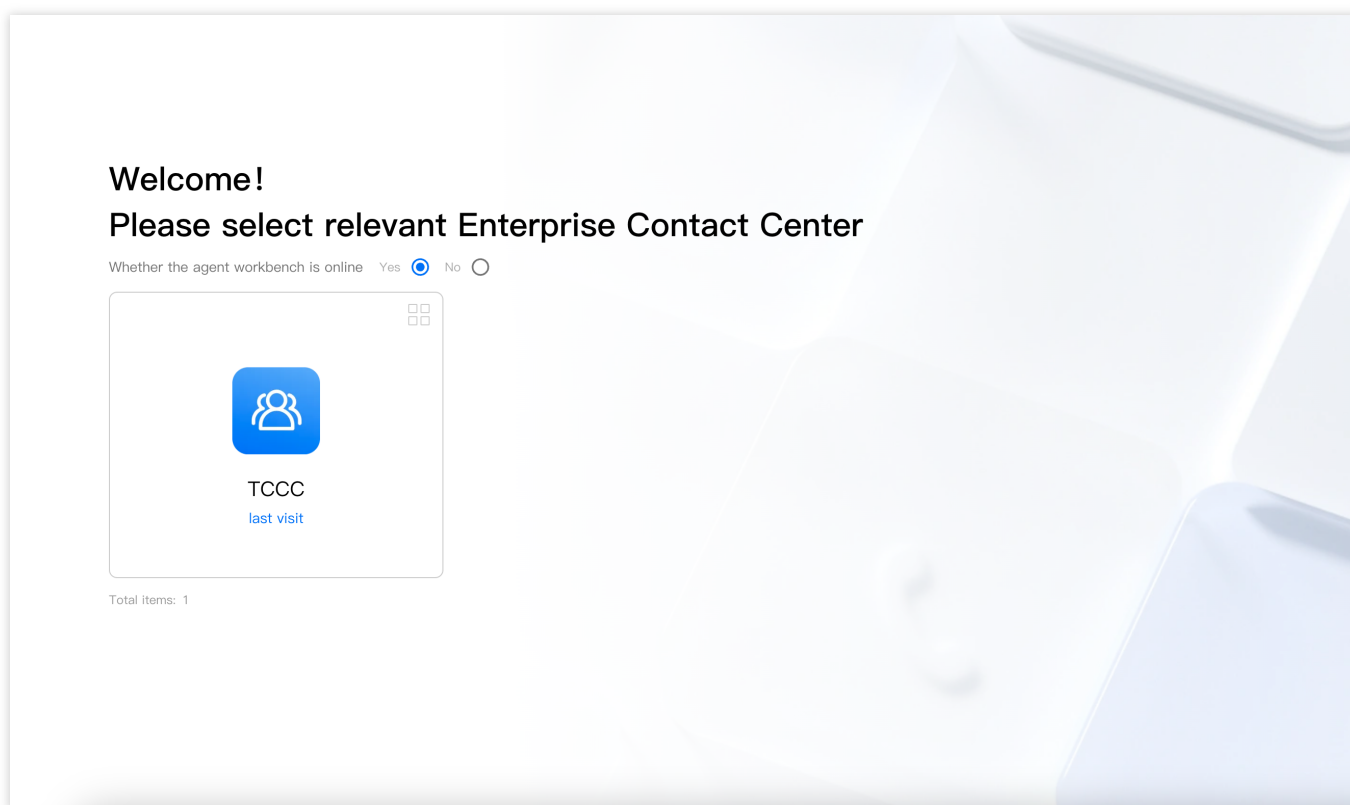 Welcome!
Please select relevant Enterprise Contact Center
Whether the agent workbench is online Yes No
TCCC
last visit
Total items: 1